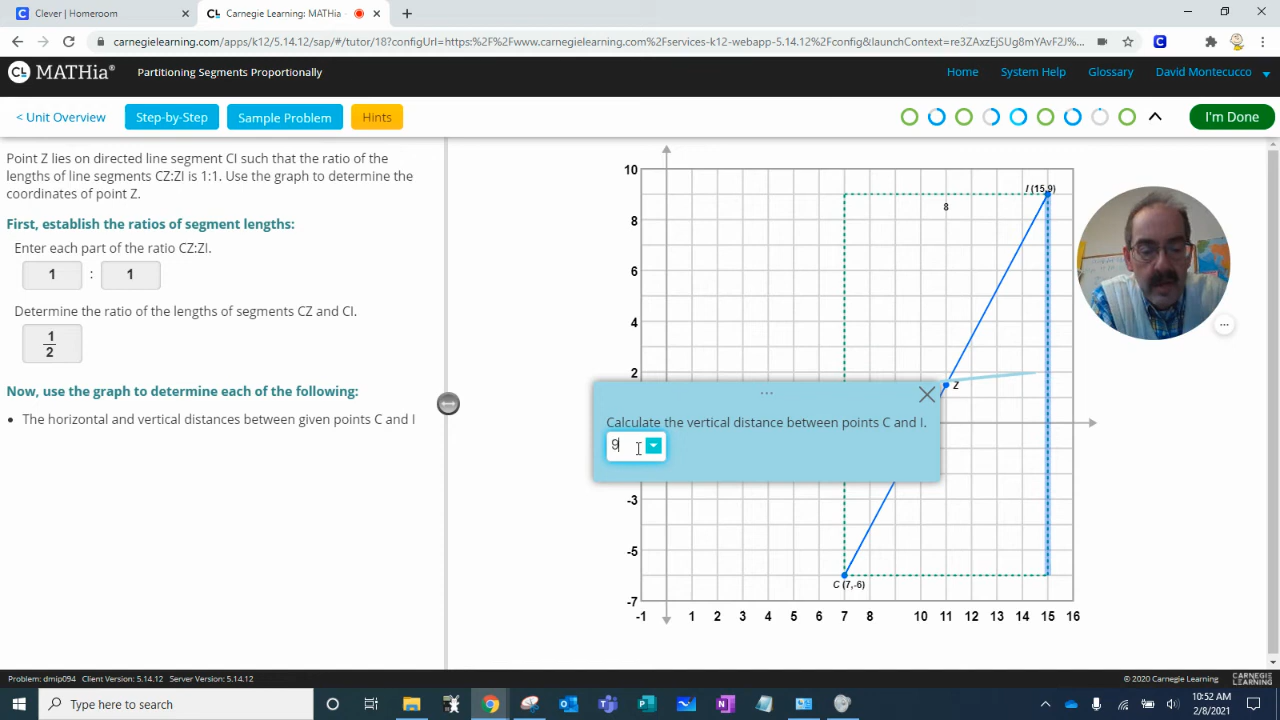 Clever | Homeroom
Carnegie Learning: MATHia -
carnegielearning.com/apps/k12/5.14.12/sap/#/tutor/18?configUrl=https:%2F%2Fwww.carnegielearning.com%2Fservices-k12-webapp-5.14.12%2Fconfig&launchContext=re3ZAxzEjSUg8mYAvF2J%...
CL MATHia®
Partitioning Segments Proportionally
Home
System Help
Glossary
David Montecucco
< Unit Overview
Step-by-Step
Sample Problem
Hints
I'm Done
Point Z lies on directed line segment CI such that the ratio of the
lengths of line segments CZ:ZI is 1:1. Use the graph to determine the
coordinates of point Z.
First, establish the ratios of segment lengths:
Enter each part of the ratio CZ:ZI.
1 : 1
Determine the ratio of the lengths of segments CZ and CI.
1
2
Now, use the graph to determine each of the following:
• The horizontal and vertical distances between given points C and I
10
I (15,9)
8
8
6
4
2
Z
Calculate the vertical distance between points C and I.
9
-3
-5
C (7,-6)
-7
-1 1 2 3 4 5 6 7 8 10 11 12 13 14 15 16
Problem: dmip094 Client Version: 5.14.12 Server Version: 5.14.12
© 2020 Carnegie Learning
CARNEGIE
LEARNING
Type here to search
10:52 AM
2/8/2021